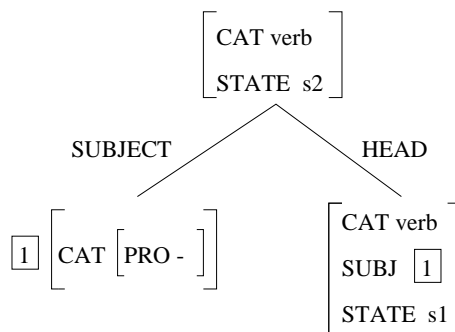 CAT verb
STATE s2
SUBJECT HEAD
1 CAT PRO -
CAT verb
SUBJ 1
STATE s1